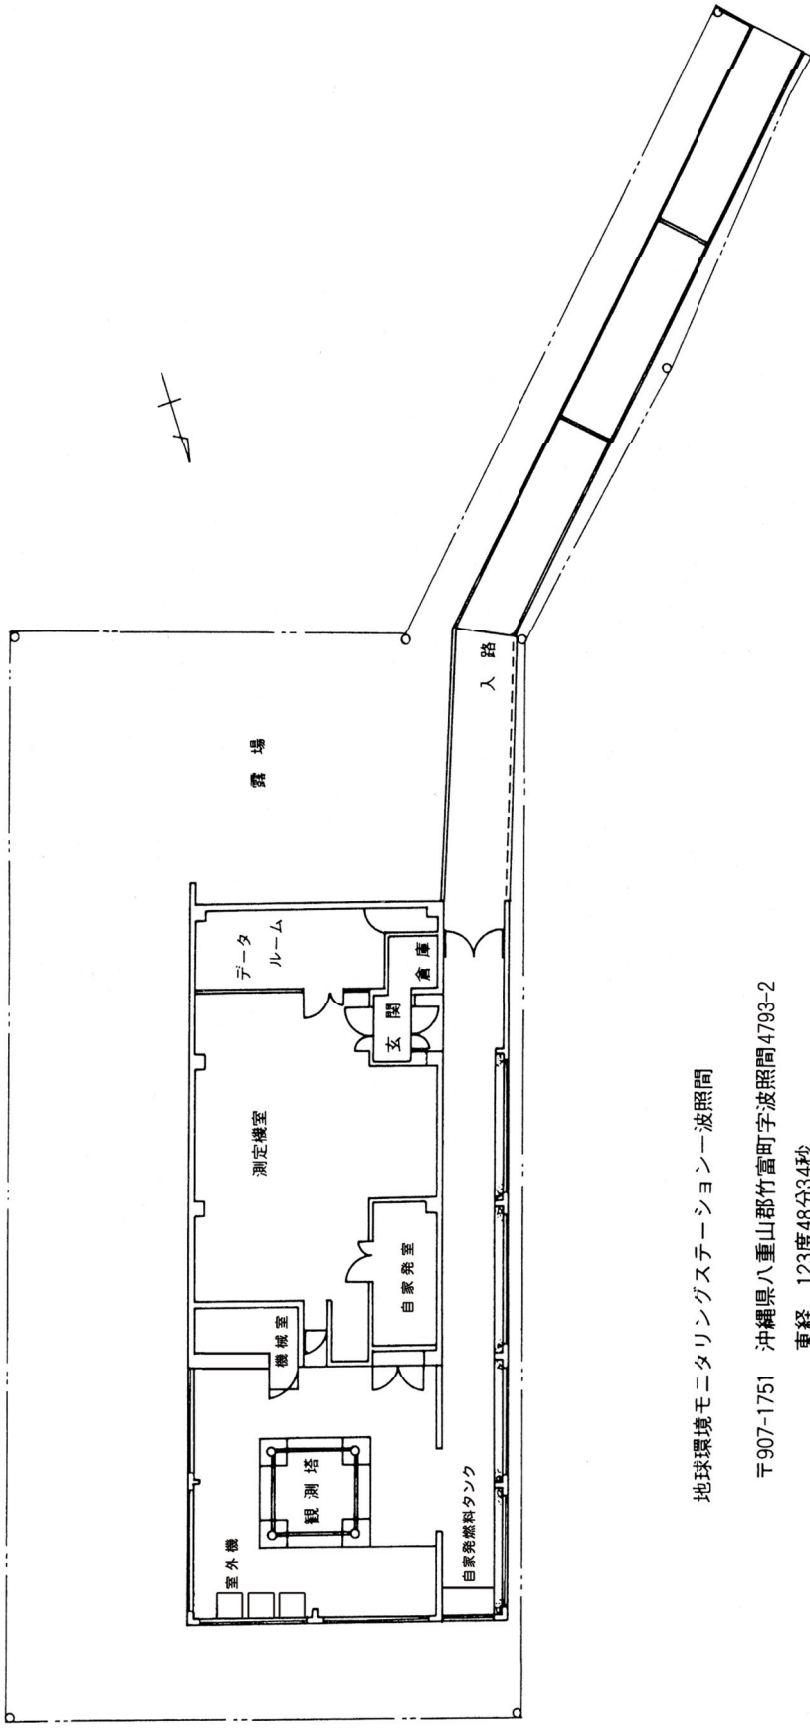 露場
入路
データ
ルーム
倉庫
玄関
測定機室
自家発室
機械室
観測塔
室外機
自家発燃料タンク
地球環境モニタリングステーション一波照間
〒907-1751 沖縄県八重山郡竹富町字波照間4793-2
東経 123度48分34秒